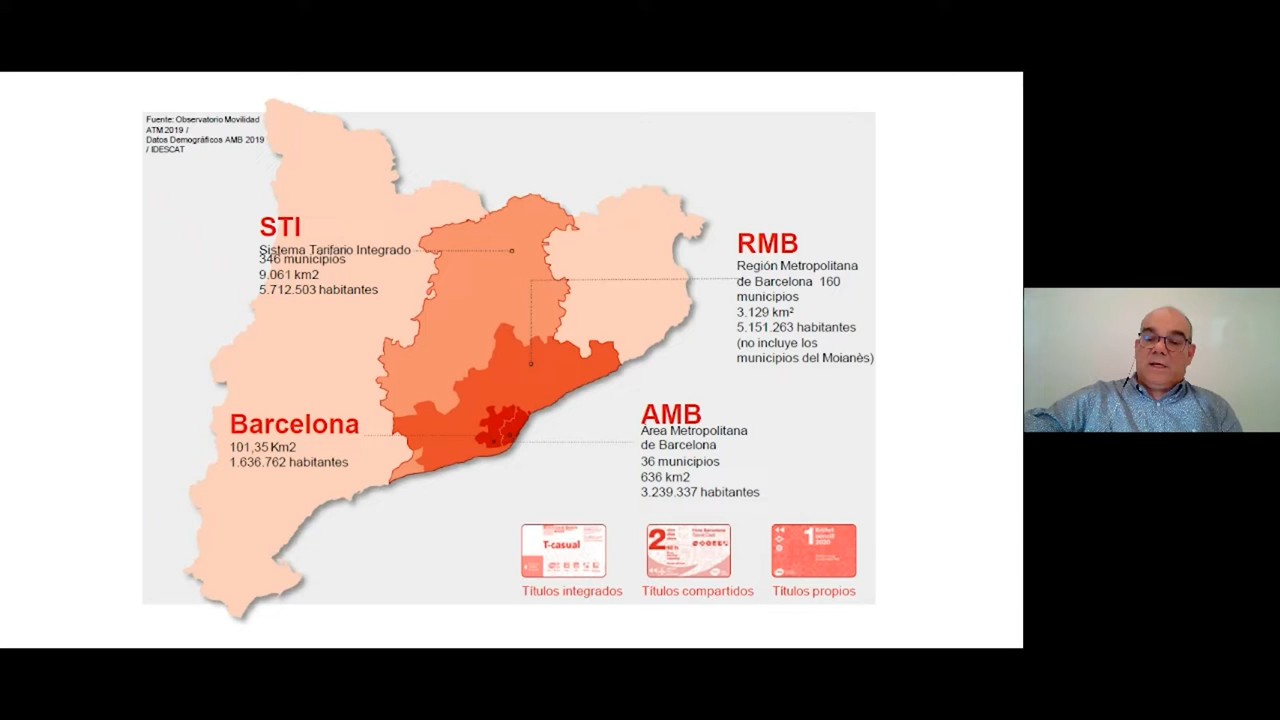 Fuente: Observatorio Movilidad
ATM 2019 /
Datos Demográficos AMB 2019
/ IDESCAT
STI
Sistema Tarifario Integrado
346 municipios
9.061 km2
5.712.503 habitantes
RMB
Región Metropolitana
de Barcelona 160
municipios
3.129 km²
5.151.263 habitantes
(no incluye los
municipios del Moianès)
Barcelona
101,35 Km2
1.636.762 habitantes
AMB
Área Metropolitana
de Barcelona
36 municipios
636 km2
3.239.337 habitantes
T-casual
2
1
Títulos integrados
Títulos compartidos
Títulos propios